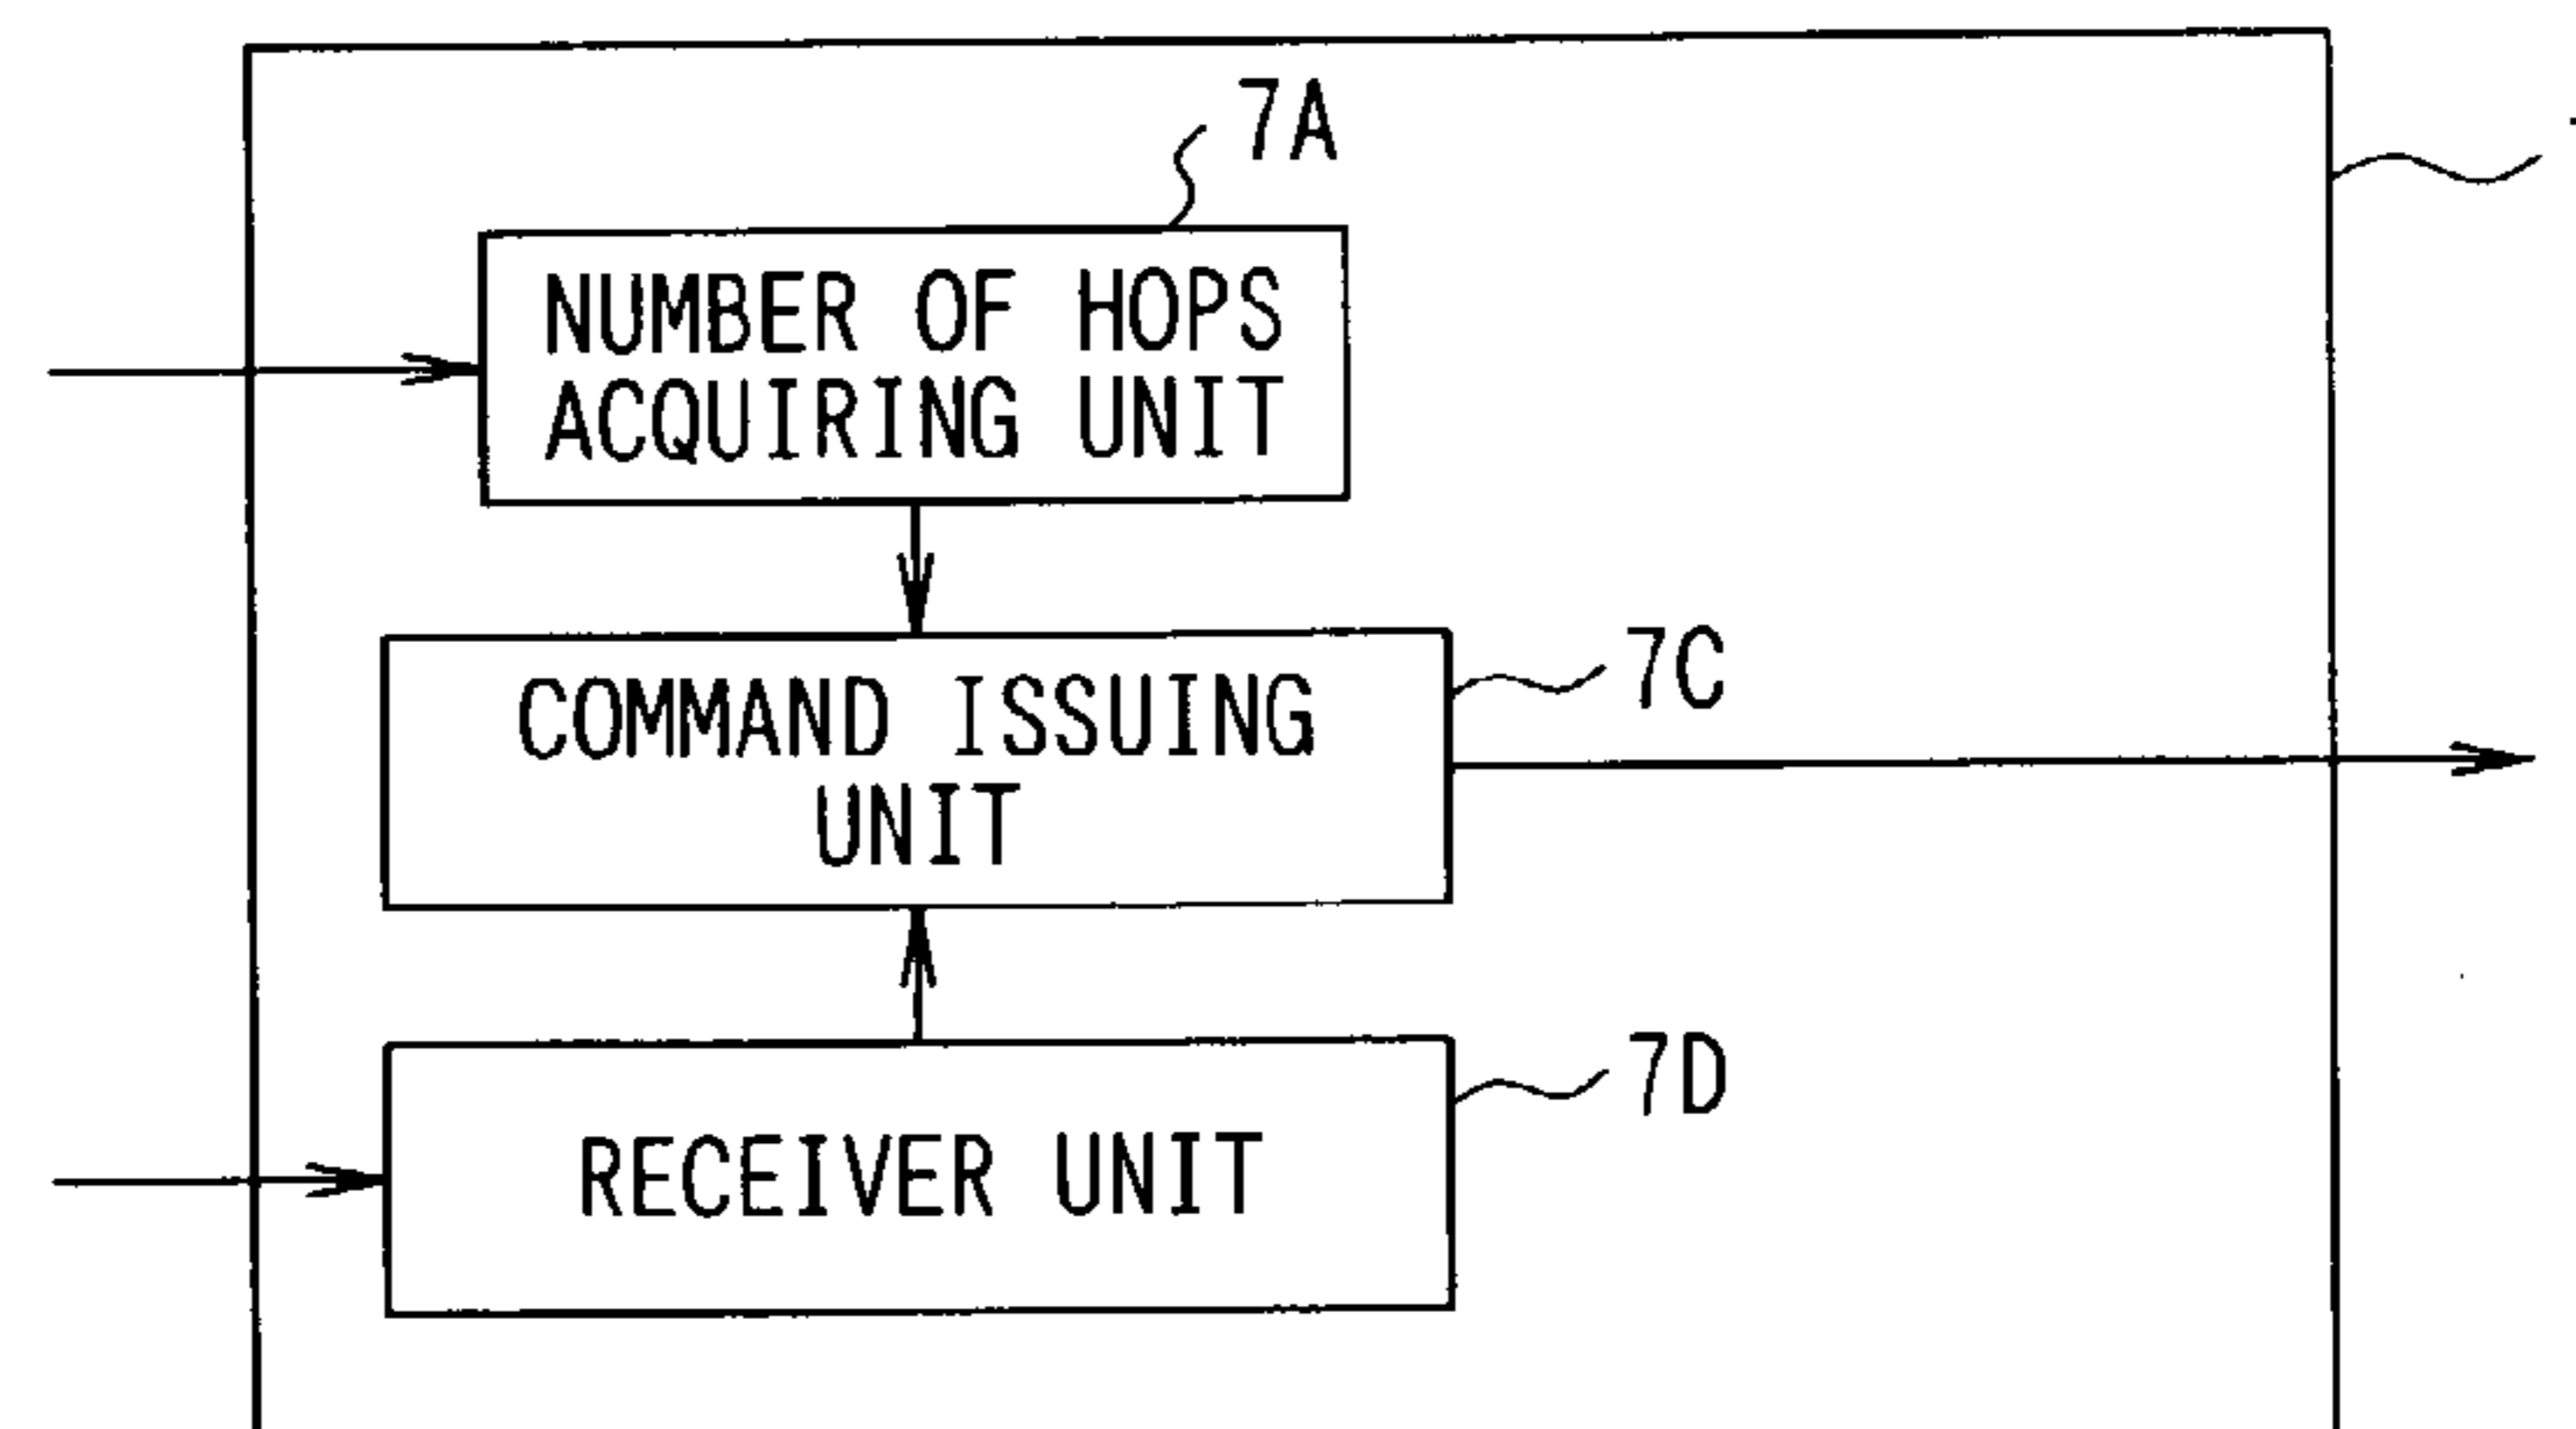 7A
NUMBER OF HOPS
ACQUIRING UNIT
7C
COMMAND ISSUING
UNIT
7D
RECEIVER UNIT